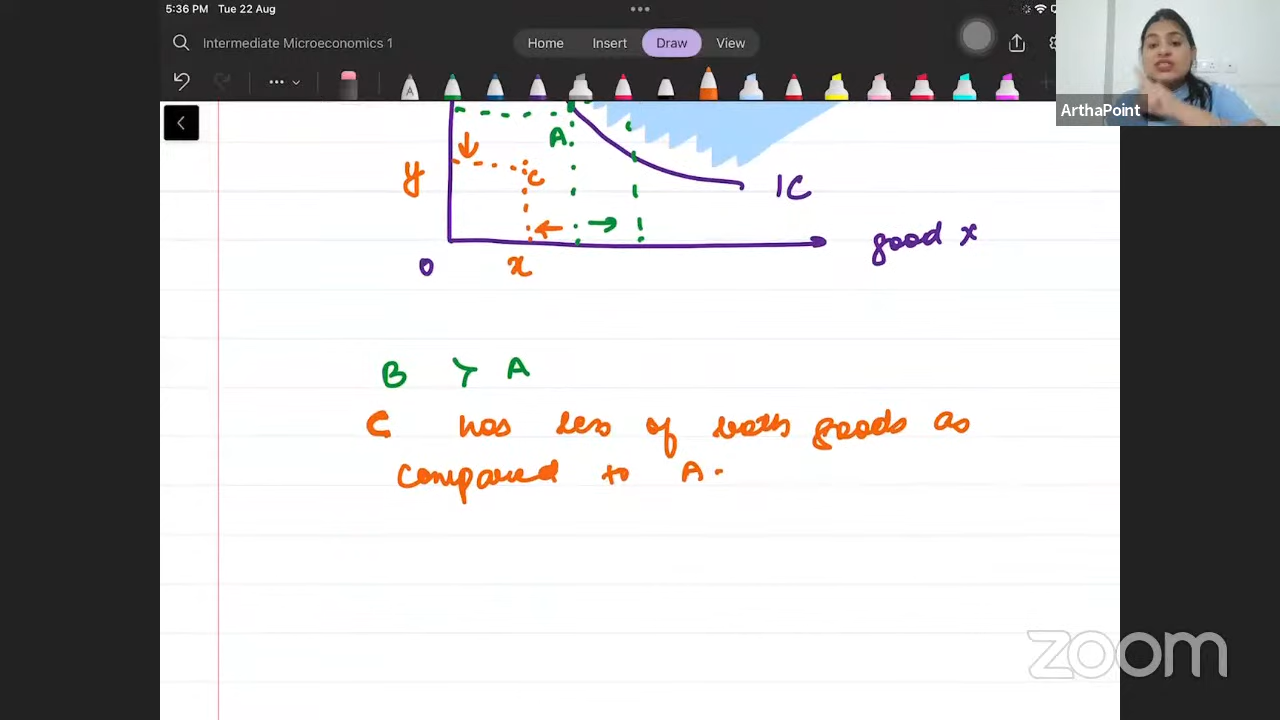 5:36 PM Tue 22 Aug
Intermediate Microeconomics 1
Home Insert Draw View
ArthaPoint
A
A.
y
C
IC
good x
0
x
B > A
C has less of both goods as
compared to A.
zoom